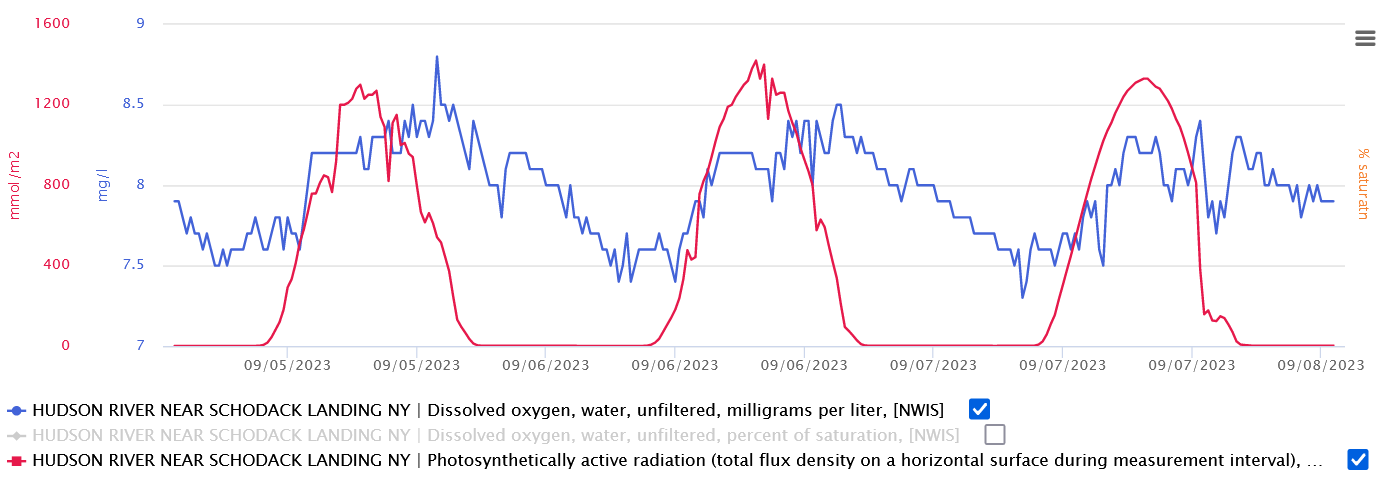 1600 9
1200 8.5
800 8
400 7.5
0 7
mmol/m2
mg/l
% saturatn
09/05/2023 09/05/2023 09/06/2023 09/06/2023 09/06/2023 09/07/2023 09/07/2023 09/07/2023 09/08/2023
HUDSON RIVER NEAR SCHODACK LANDING NY | Dissolved oxygen, water, unfiltered, milligrams per liter, [NWIS]
HUDSON RIVER NEAR SCHODACK LANDING NY | Dissolved oxygen, water, unfiltered, percent of saturation, [NWIS]
HUDSON RIVER NEAR SCHODACK LANDING NY | Photosynthetically active radiation (total flux density on a horizontal surface during measurement interval), ...